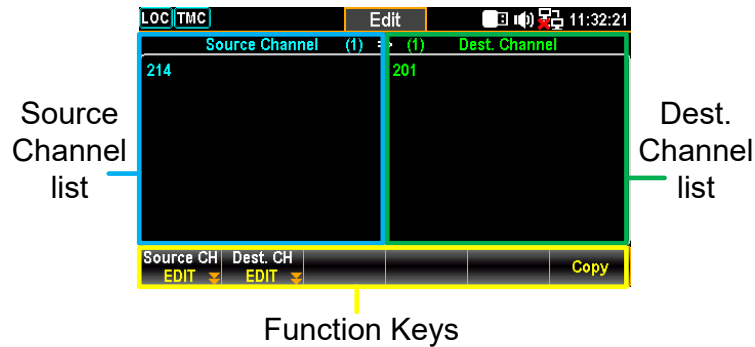 LOC TMC Edit 11:32:21
Source Channel (1) => (1) Dest. Channel
214 201
Source
Channel
list
Dest.
Channel
list
Source CH Dest. CH
EDIT EDIT Copy
Function Keys